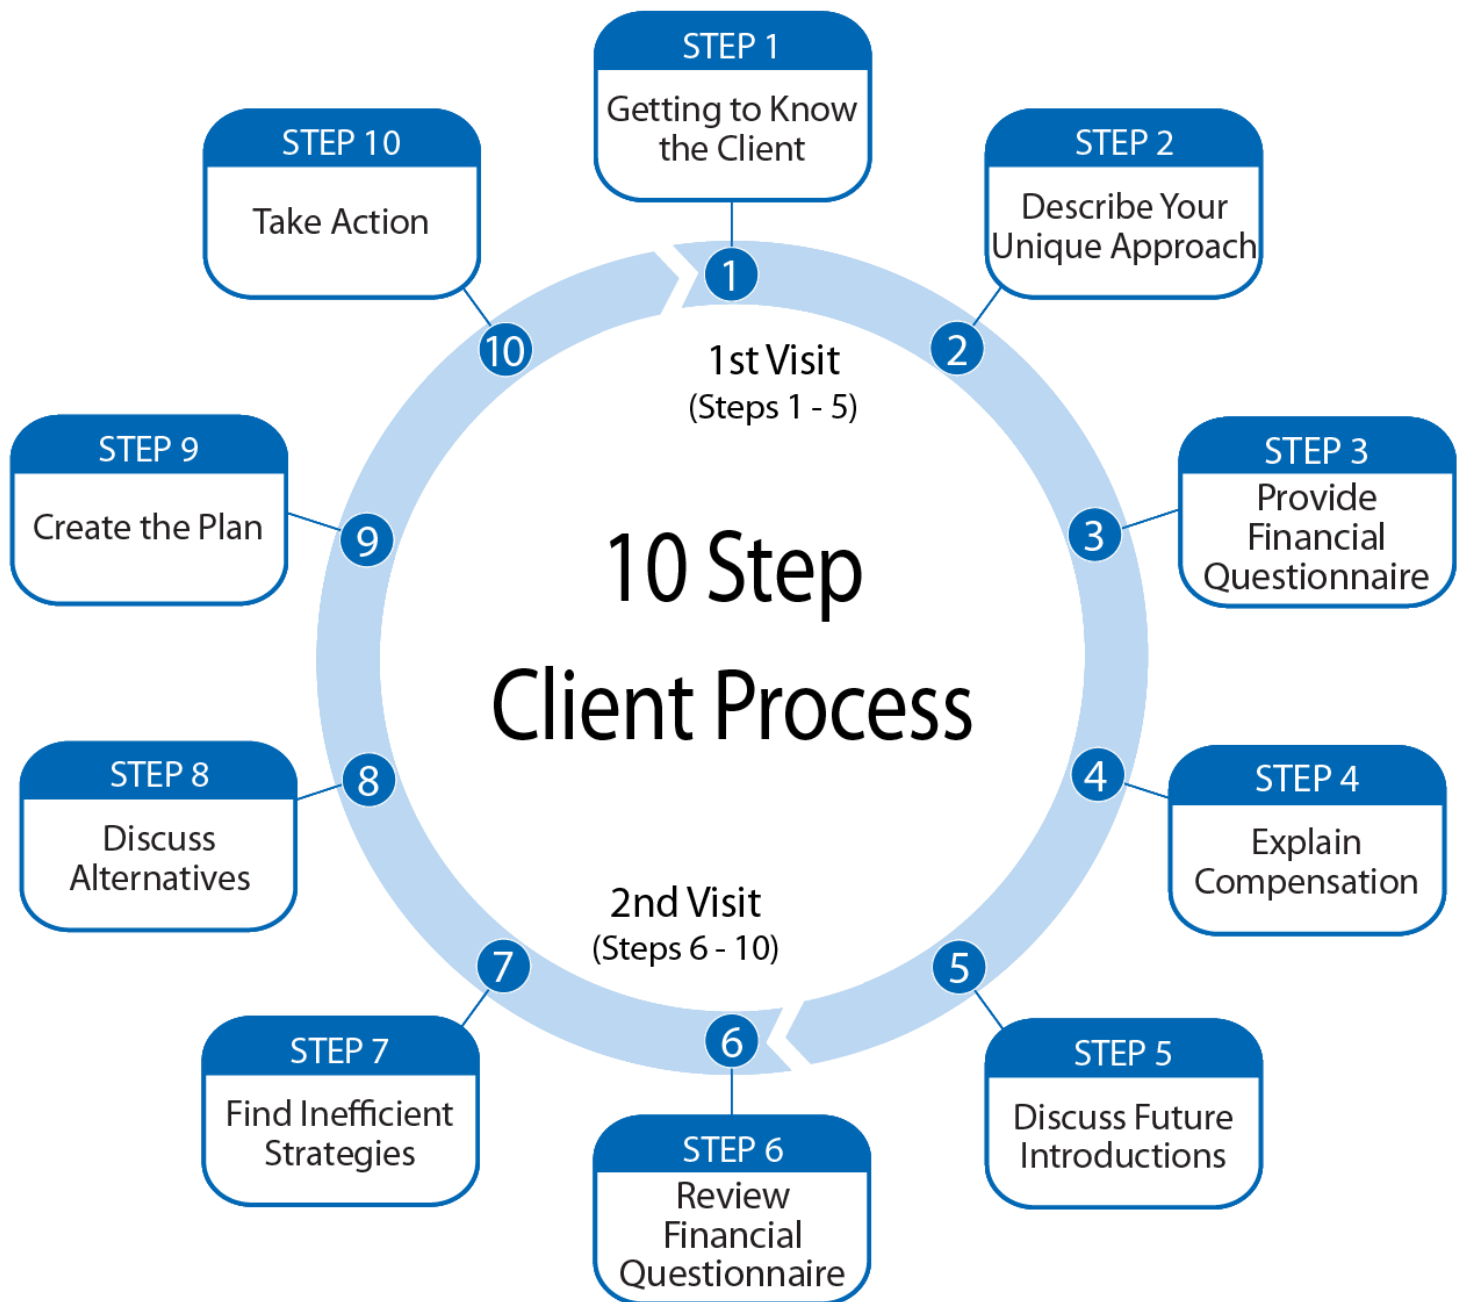 STEP 1
Getting to Know
the Client
STEP 2
Describe Your
Unique Approach
STEP 3
Provide
Financial
Questionnaire
STEP 4
Explain
Compensation
STEP 5
Discuss Future
Introductions
STEP 6
Review
Financial
Questionnaire
STEP 7
Find Inefficient
Strategies
STEP 8
Discuss
Alternatives
STEP 9
Create the Plan
STEP 10
Take Action
1
2
3
4
5
6
7
8
9
10
1st Visit
(Steps 1 - 5)
10 Step
Client Process
2nd Visit
(Steps 6 - 10)